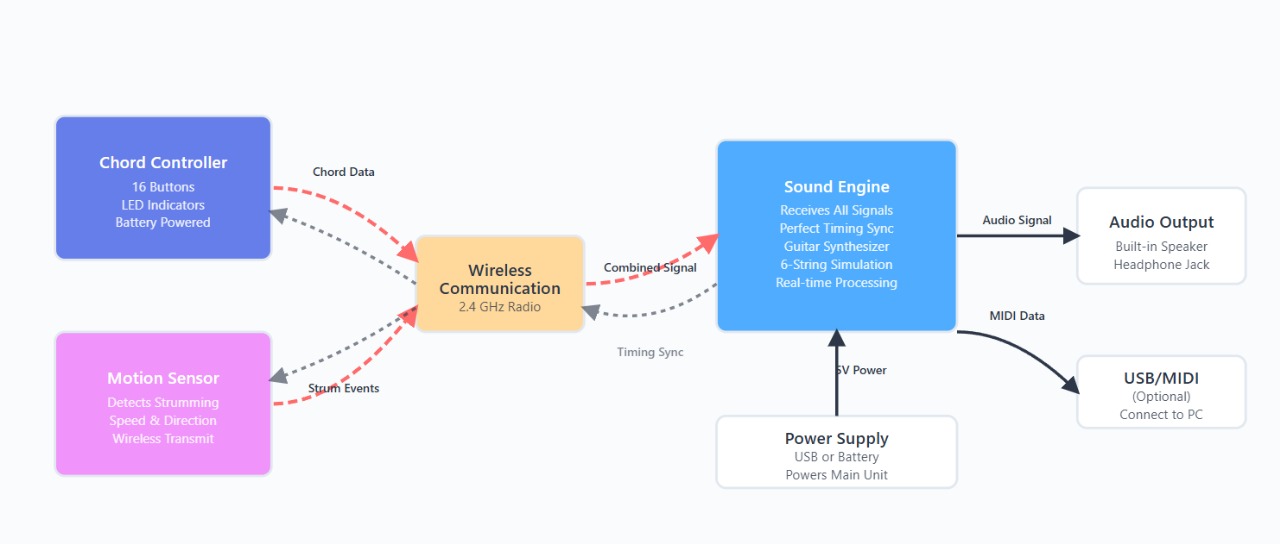 Chord Controller
16 Buttons
LED Indicators
Battery Powered
Chord Data
Motion Sensor
Detects Strumming
Speed & Direction
Wireless Transmit
Strum Events
Wireless
Communication
2.4 GHz Radio
Combined Signal
Timing Sync
Sound Engine
Receives All Signals
Perfect Timing Sync
Guitar Synthesizer
6-String Simulation
Real-time Processing
5V Power
Power Supply
USB or Battery
Powers Main Unit
Audio Signal
Audio Output
Built-in Speaker
Headphone Jack
MIDI Data
USB/MIDI
(Optional)
Connect to PC